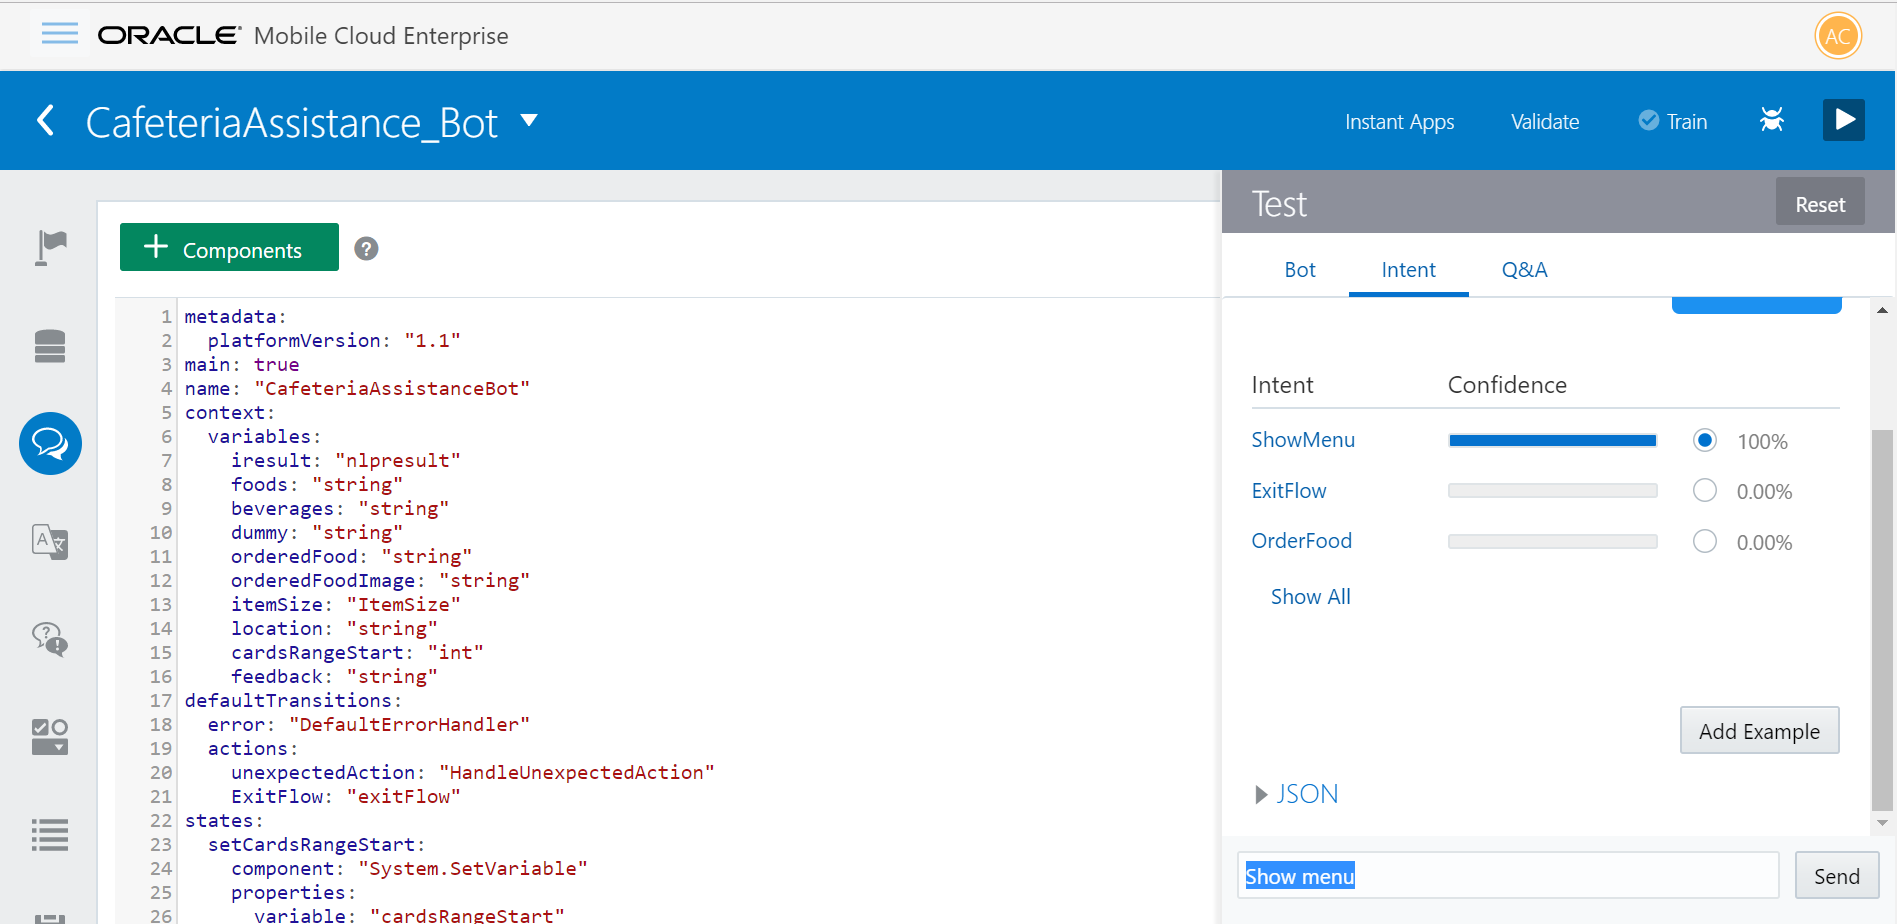 ORACLE Mobile Cloud Enterprise
AC
CafeteriaAssistance_Bot
Instant Apps
Validate
Train
Components
?
1 metadata:
2 platformVersion: "1.1"
3 main: true
4 name: "CafeteriaAssistanceBot"
5 context:
6 variables:
7 iresult: "nlpresult"
8 foods: "string"
9 beverages: "string"
10 dummy: "string"
11 orderedFood: "string"
12 orderedFoodImage: "string"
13 itemSize: "ItemSize"
14 location: "string"
15 cardsRangeStart: "int"
16 feedback: "string"
17 defaultTransitions:
18 error: "DefaultErrorHandler"
19 actions:
20 unexpectedAction: "HandleUnexpectedAction"
21 ExitFlow: "exitFlow"
22 states:
23 setCardsRangeStart:
24 component: "System.SetVariable"
25 properties:
26 variable: "cardsRangeStart"
Test
Reset
Bot
Intent
Q&A
Intent Confidence
ShowMenu 100%
ExitFlow 0.00%
OrderFood 0.00%
Show All
Add Example
JSON
Show menu
Send